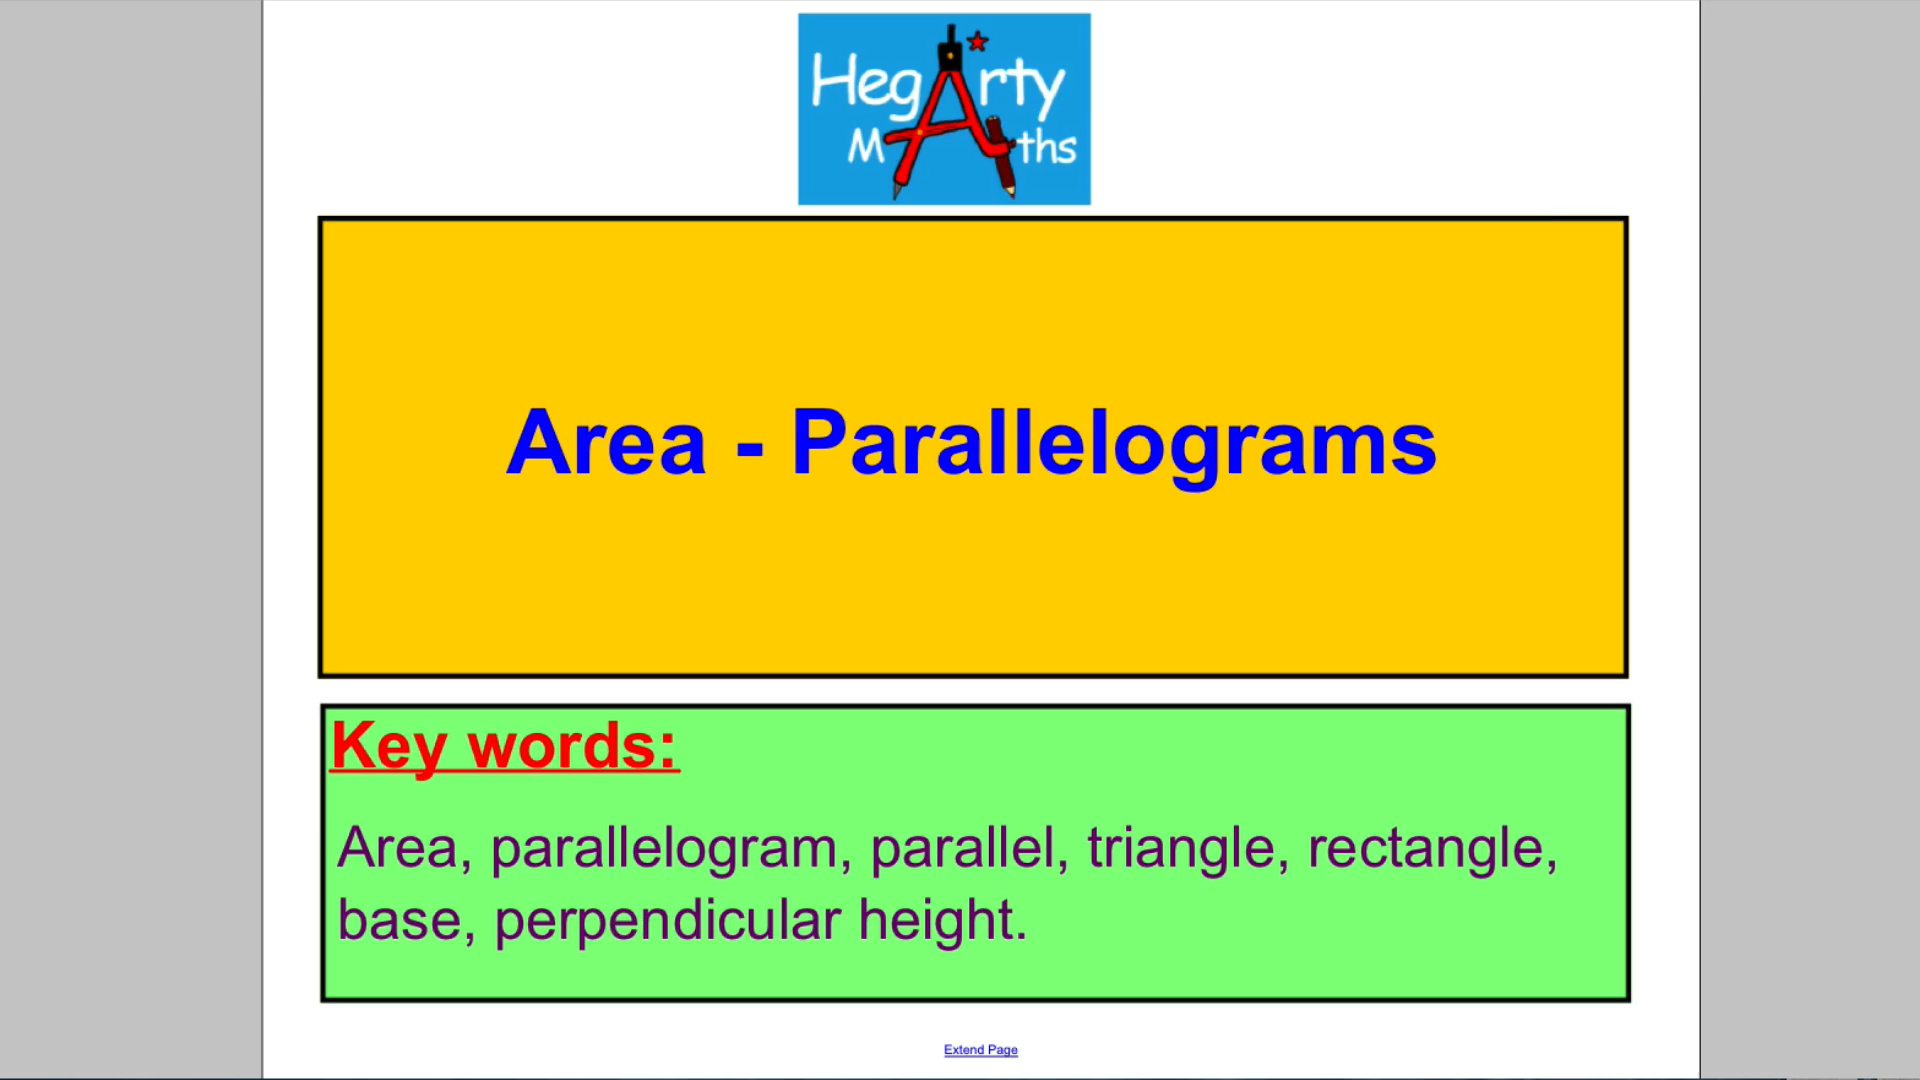 HegArty
MAths
Area - Parallelograms
Key words:
Area, parallelogram, parallel, triangle, rectangle,
base, perpendicular height.
Extend Page